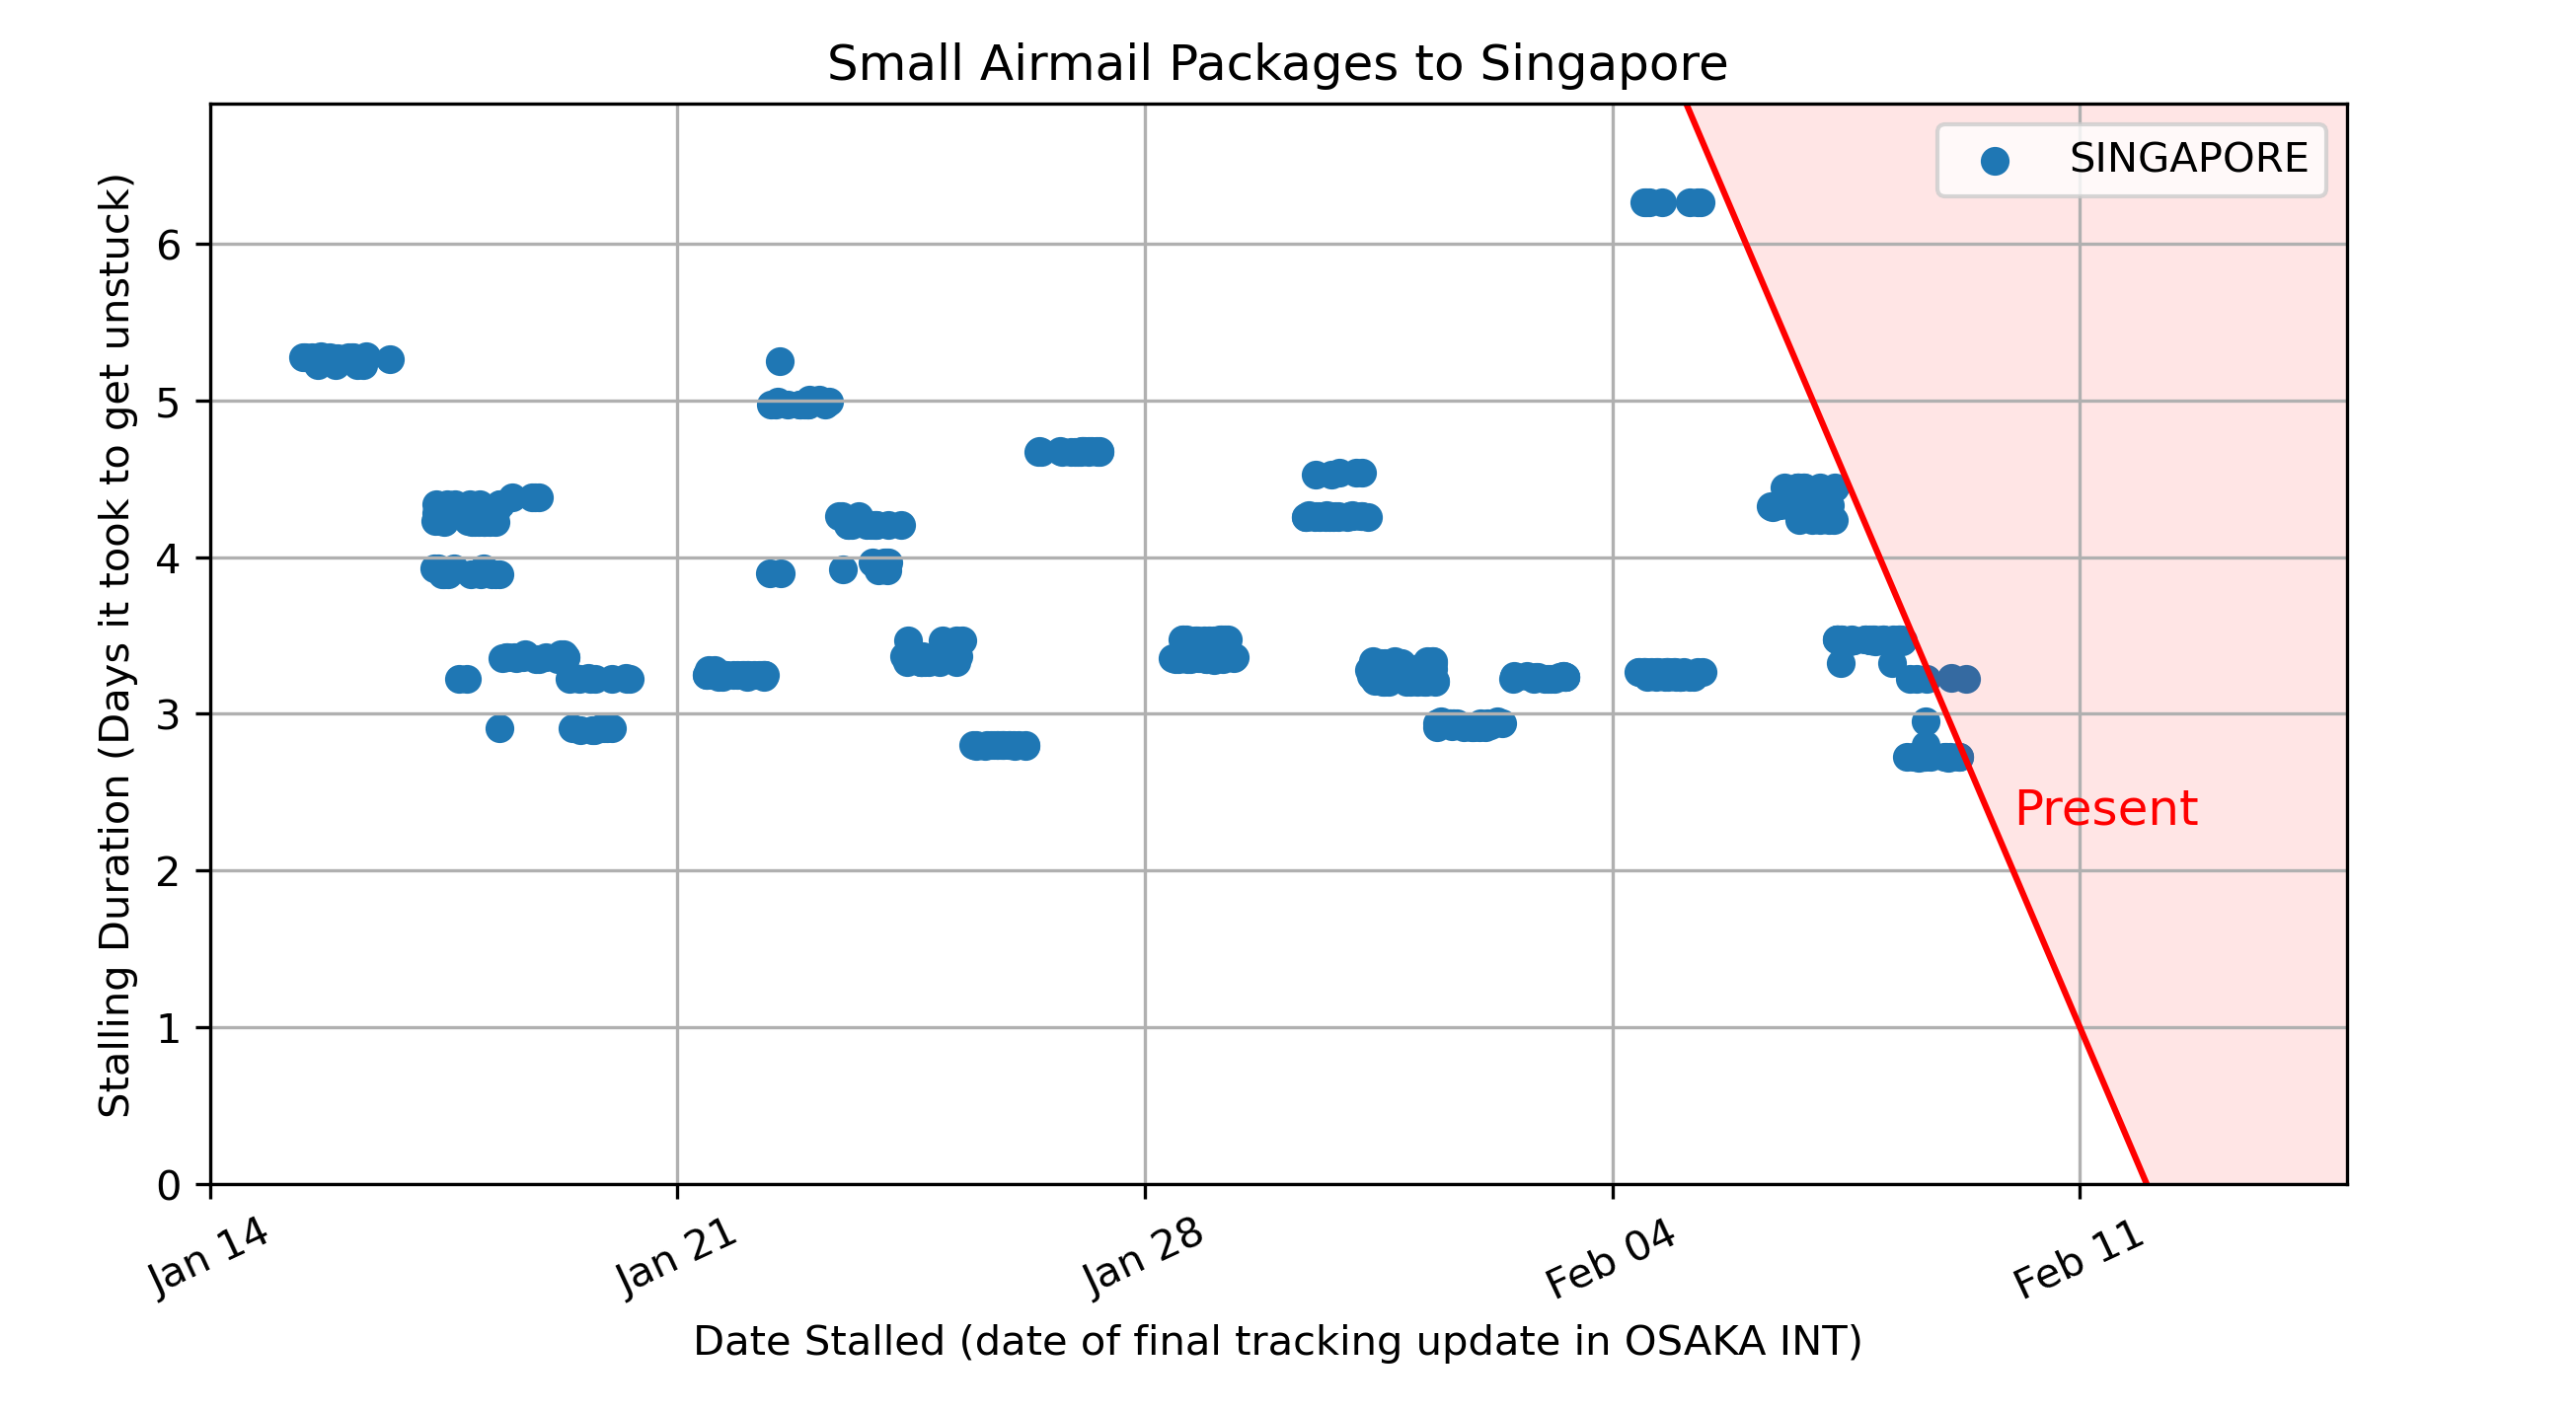 Small Airmail Packages to Singapore
SINGAPORE
Stalling Duration (Days it took to get unstuck)
6
5
4
3
2
1
0
Present
Jan 14
Jan 21
Jan 28
Feb 04
Feb 11
Date Stalled (date of final tracking update in OSAKA INT)